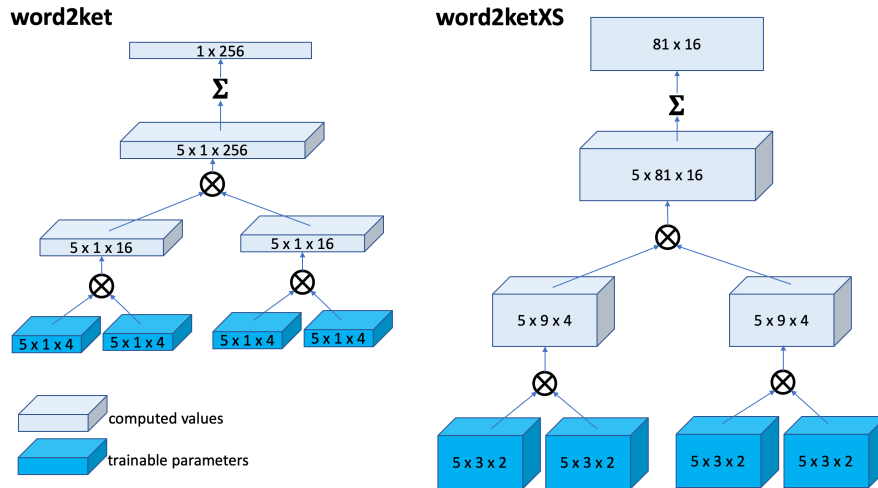 word2ket
1 x 256
Σ
5 x 1 x 256
5 x 1 x 16
5 x 1 x 16
5 x 1 x 4
5 x 1 x 4
5 x 1 x 4
5 x 1 x 4
computed values
trainable parameters
word2ketXS
81 x 16
Σ
5 x 81 x 16
5 x 9 x 4
5 x 9 x 4
5 x 3 x 2
5 x 3 x 2
5 x 3 x 2
5 x 3 x 2